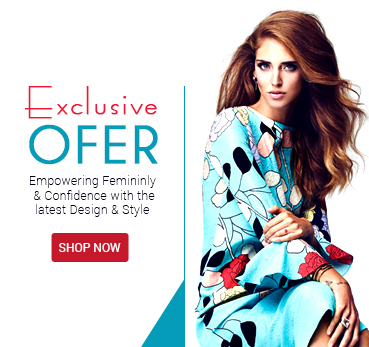 Exclusive
OFER
Empowering Femininly
& Confidence with the
latest Design & Style
SHOP NOW